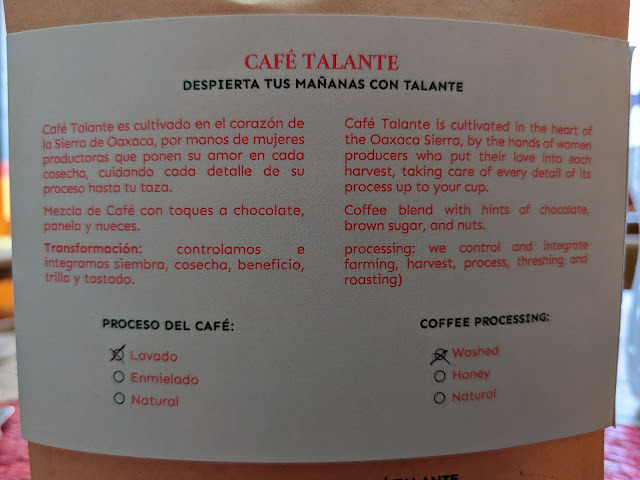 CAFÉ TALANTE
DESPIERTA TUS MAÑANAS CON TALANTE
Café Talante es cultivado en el corazón de
la Sierra de Oaxaca, por manos de mujeres
productoras que ponen su amor en cada
cosecha, cuidando cada detalle de su
proceso hasta tu taza.
Mezcla de Café con toques a chocolate,
panela y nueces.
Transformación: controlamos e
integramos siembra, cosecha, beneficio,
trilla y tostado.
PROCESO DEL CAFÉ:
Lavado
Enmielado
Natural
Café Talante is cultivated in the heart of
the Oaxaca Sierra, by the hands of women
producers who put their love into each
harvest, taking care of every detail of its
process up to your cup.
Coffee blend with hints of chocolate,
brown sugar, and nuts.
processing: we control and integrate
farming, harvest, process, threshing and
roasting)
COFFEE PROCESSING:
Washed
Honey
Natural